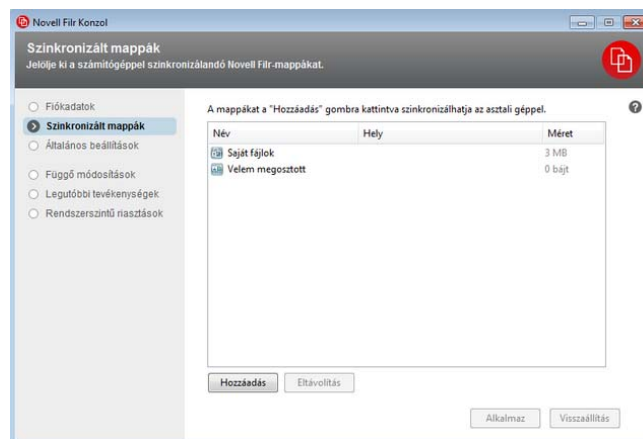 Novell Filr Konzol
Szinkronizált mappák
Jelölje ki a számítógéppel szinkronizálandó Novell Filr-mappákat.
Fiókadatok
Szinkronizált mappák
Általános beállítások
Függő módosítások
Legutóbbi tevékenységek
Rendszerszintű riasztások
A mappákat a "Hozzáadás" gombra kattintva szinkronizálhatja az asztali géppel.
Név Hely Méret
Saját fájlok 3 MB
Velem megosztott 0 bájt
Hozzáadás Eltávolítás
Alkalmaz Visszaállítás